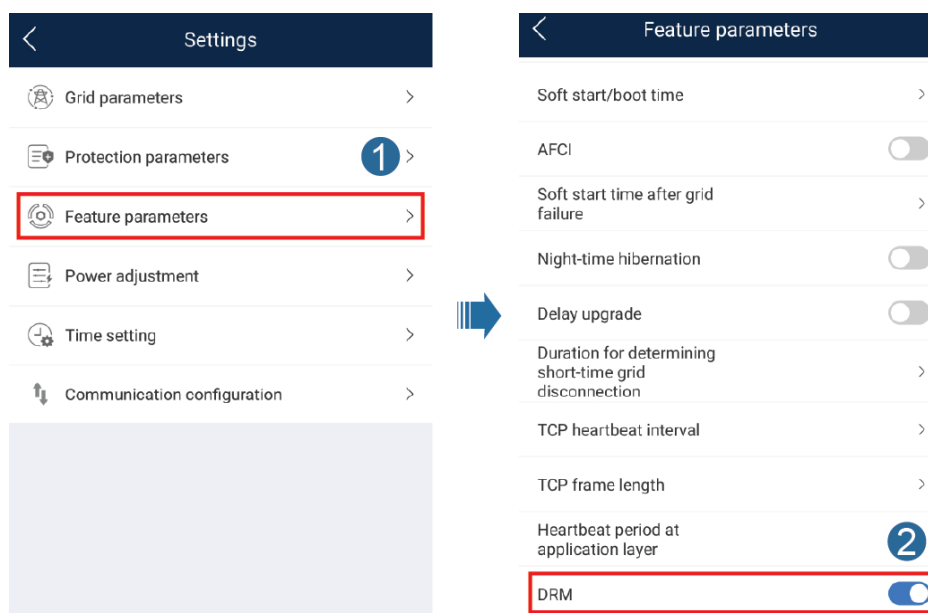 Settings
Grid parameters
Protection parameters
1
Feature parameters
Power adjustment
Time setting
Communication configuration
Feature parameters
Soft start/boot time
AFCI
Soft start time after grid
failure
Night-time hibernation
Delay upgrade
Duration for determining
short-time grid
disconnection
TCP heartbeat interval
TCP frame length
Heartbeat period at
application layer
2
DRM